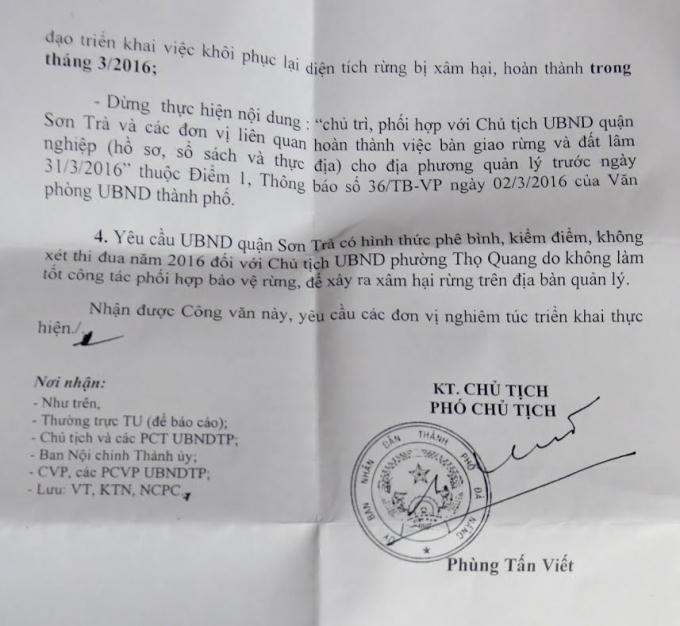 đạo triển khai việc khôi phục lại diện tích rừng bị xâm hại, hoàn thành trong
tháng 3/2016;
- Dừng thực hiện nội dung : “chủ trì, phối hợp với Chủ tịch UBND quận
Sơn Trà và các đơn vị liên quan hoàn thành việc bàn giao rừng và đất lâm
nghiệp (hồ sơ, sổ sách và thực địa) cho địa phương quản lý trước ngày
31/3/2016” thuộc Điểm 1, Thông báo số 36/TB-VP ngày 02/3/2016 của Văn
phòng UBND thành phố.
4. Yêu cầu UBND quận Sơn Trà có hình thức phê bình, kiểm điểm, không
xét thi đua năm 2016 đối với Chủ tịch UBND phường Thọ Quang do không làm
tốt công tác phối hợp bảo vệ rừng, để xảy ra xâm hại rừng trên địa bàn quản lý.
Nhận được Công văn này, yêu cầu các đơn vị nghiêm túc triển khai thực
hiện./.
Nơi nhận:
- Như trên,
- Thường trực TU (để báo cáo);
- Chủ tịch và các PCT UBNDTP;
- Ban Nội chính Thành ủy;
- CVP, các PCVP UBNDTP;
- Lưu: VT, KTN, NCPC.
KT. CHỦ TỊCH
PHÓ CHỦ TỊCH
ỦY BAN NHÂN DÂN THÀNH PHỐ ĐÀ NẴNG
Phùng Tấn Viết